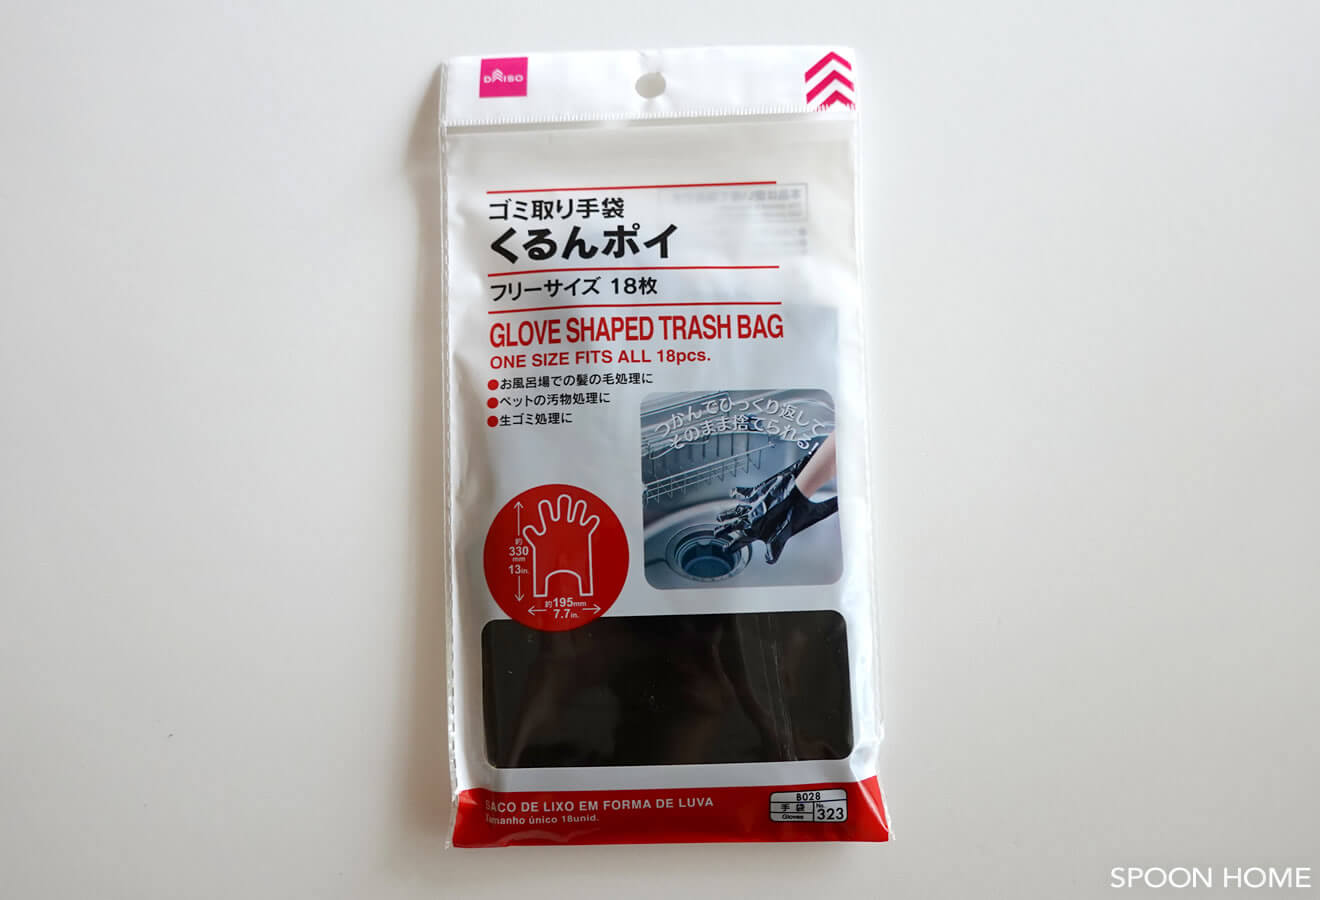 DAISO
ゴミ取り手袋
くるんポイ
フリーサイズ 18枚
GLOVE SHAPED TRASH BAG
ONE SIZE FITS ALL 18pcs.
●お風呂場での髪の毛処理に
●ペットの汚物処理に
●生ゴミ処理に
つかんでひっくり返して
そのまま捨てられる!
約
330
mm
13in.
約195mm
7.7in.
SACO DE LIXO EM FORMA DE LUVA
Tamanho único 18unid.
B028
手袋
Gloves
No.
323
SPOON HOME